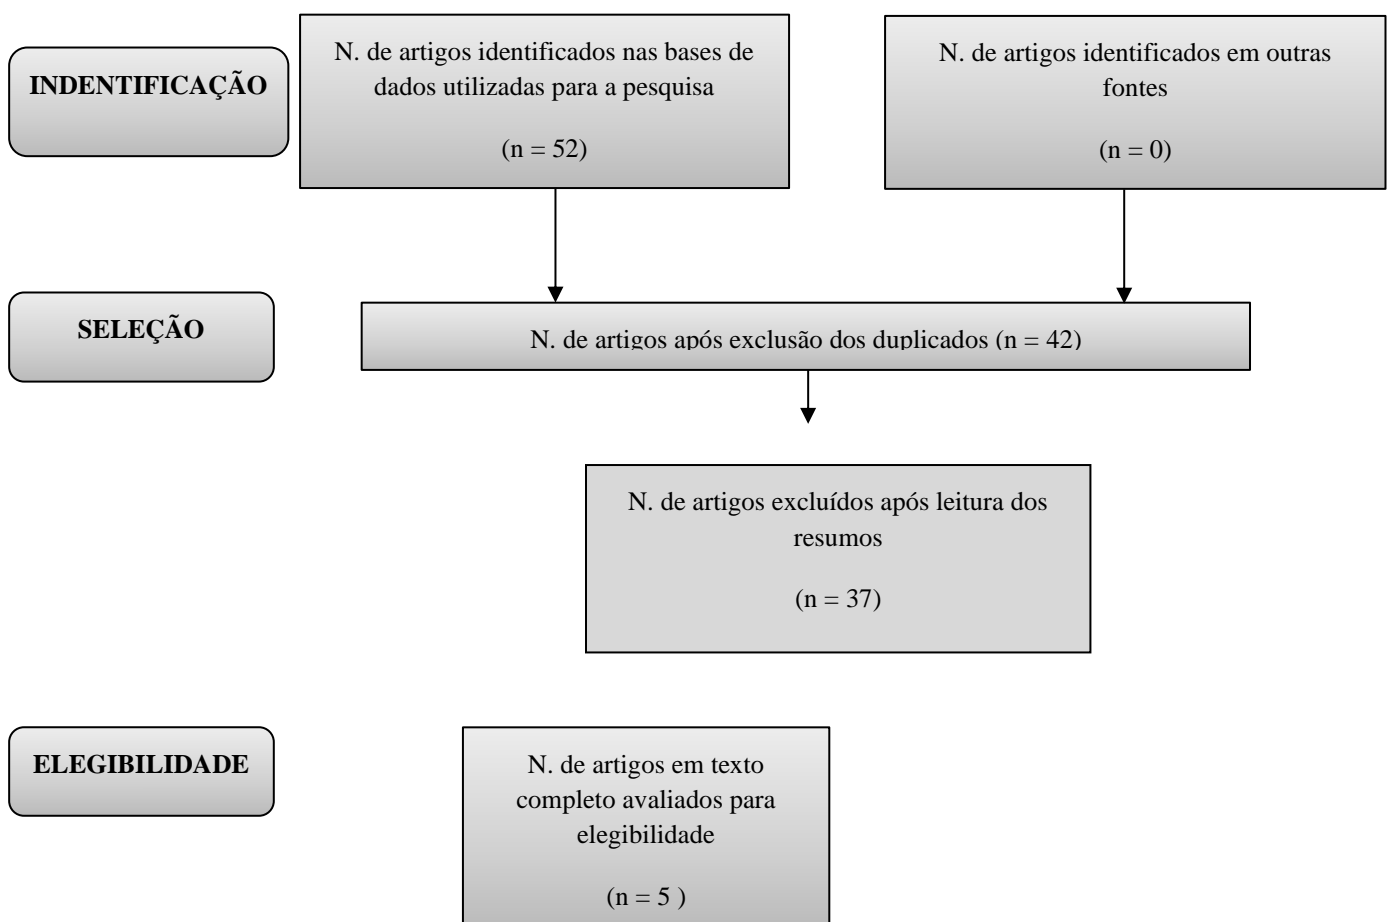 INDENTIFICAÇÃO
N. de artigos identificados nas bases de
dados utilizadas para a pesquisa
(n = 52)
N. de artigos identificados em outras
fontes
(n = 0)
SELEÇÃO
N. de artigos após exclusão dos duplicados (n = 42)
N. de artigos excluídos após leitura dos
resumos
(n = 37)
ELEGIBILIDADE
N. de artigos em texto
completo avaliados para
elegibilidade
(n = 5 )